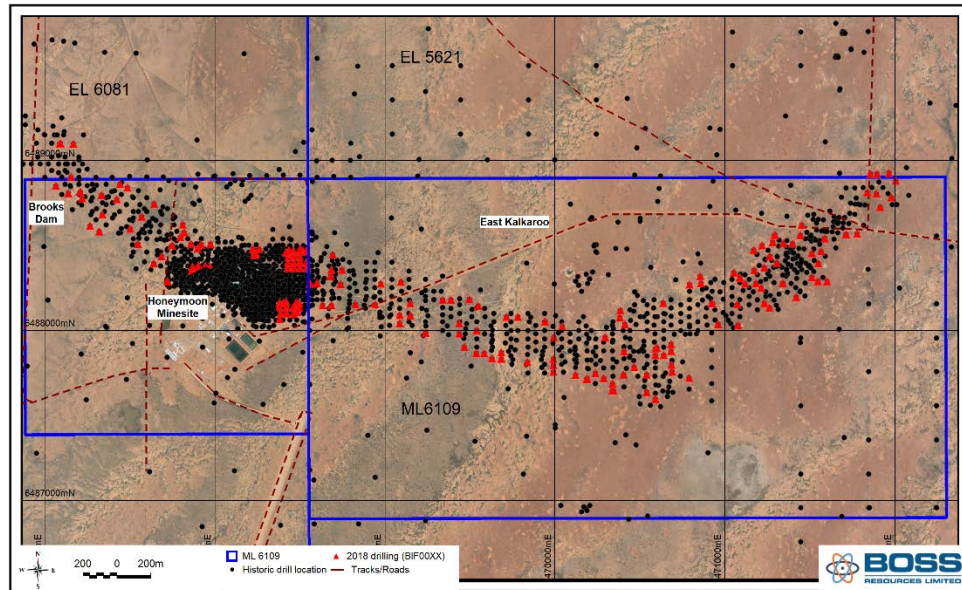 EL 5621
EL 6081
6489000mN
Brooks
Dam
East Kalkaroo
Honeymoon
Minesite
6488000mN
ML6109
6487000mN
470000mE
471000mE
N
W E
S
200 0 200m
ML 6109
2018 drilling (BIF00XX)
Historic drill location
Tracks/Roads
BOSS
RESOURCES LIMITED